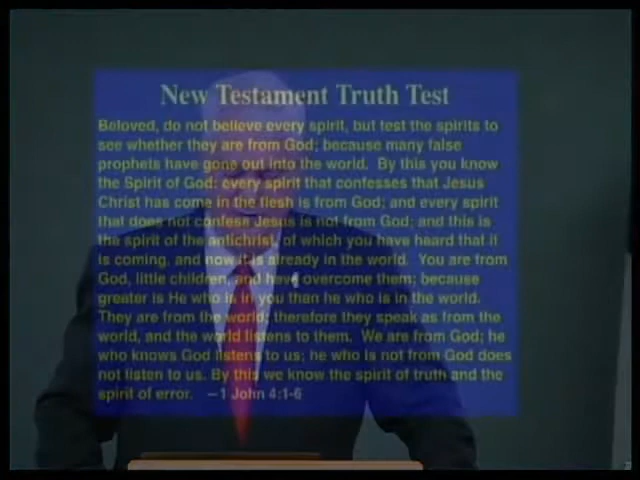 New Testament Truth Test
Beloved, do not believe every spirit, but test the spirits to
see whether they are from God; because many false
prophets have gone out into the world. By this you know
the Spirit of God: every spirit that confesses that Jesus
Christ has come in the flesh is from God; and every spirit
that does not confess Jesus is not from God; and this is
the spirit of the antichrist, of which you have heard that it
is coming, and now it is already in the world. You are from
God, little children, and have overcome them; because
greater is He who is in you than he who is in the world.
They are from the world; therefore they speak as from the
world, and the world listens to them. We are from God; he
who knows God listens to us; he who is not from God does
not listen to us. By this we know the spirit of truth and the
spirit of error. –1 John 4:1-6